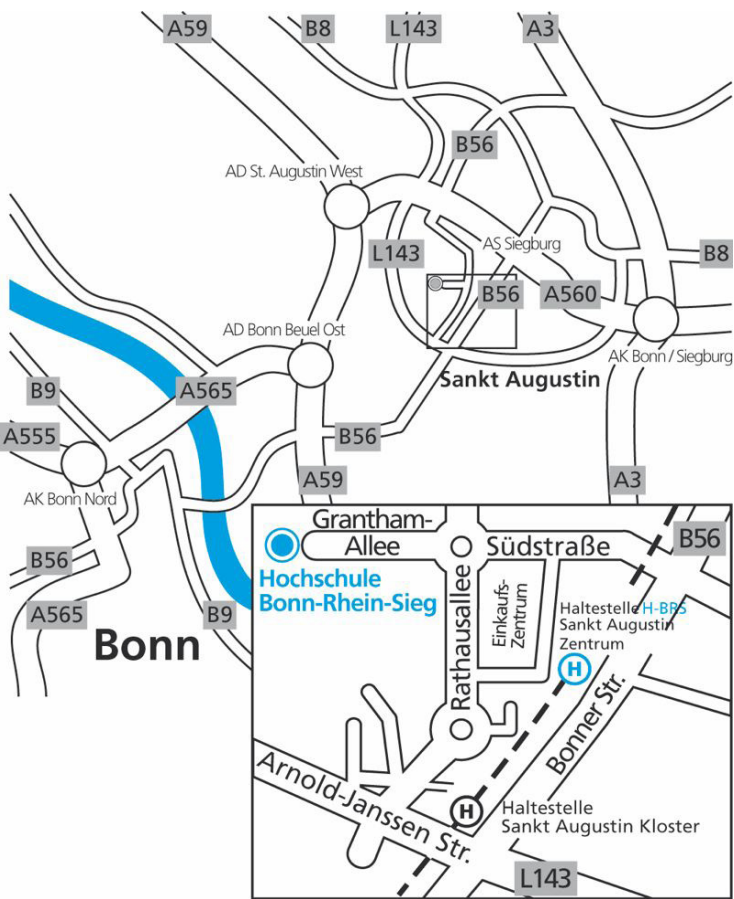 A59
B8
L143
A3
B56
AD St. Augustin West
L143
AS Siegburg
B8
B56
A560
AD Bonn Beuel Ost
AK Bonn / Siegburg
B9
A565
Sankt Augustin
A555
B56
AK Bonn Nord
A59
A3
B56
A565
B9
Bonn
Grantham-
Allee
Südstraße
B56
Hochschule
Bonn-Rhein-Sieg
Rathausallee
Einkaufs-
Zentrum
Haltestelle H-BRS
Sankt Augustin
Zentrum
H
Bonner Str.
Arnold-Janssen Str.
H
Haltestelle
Sankt Augustin Kloster
L143